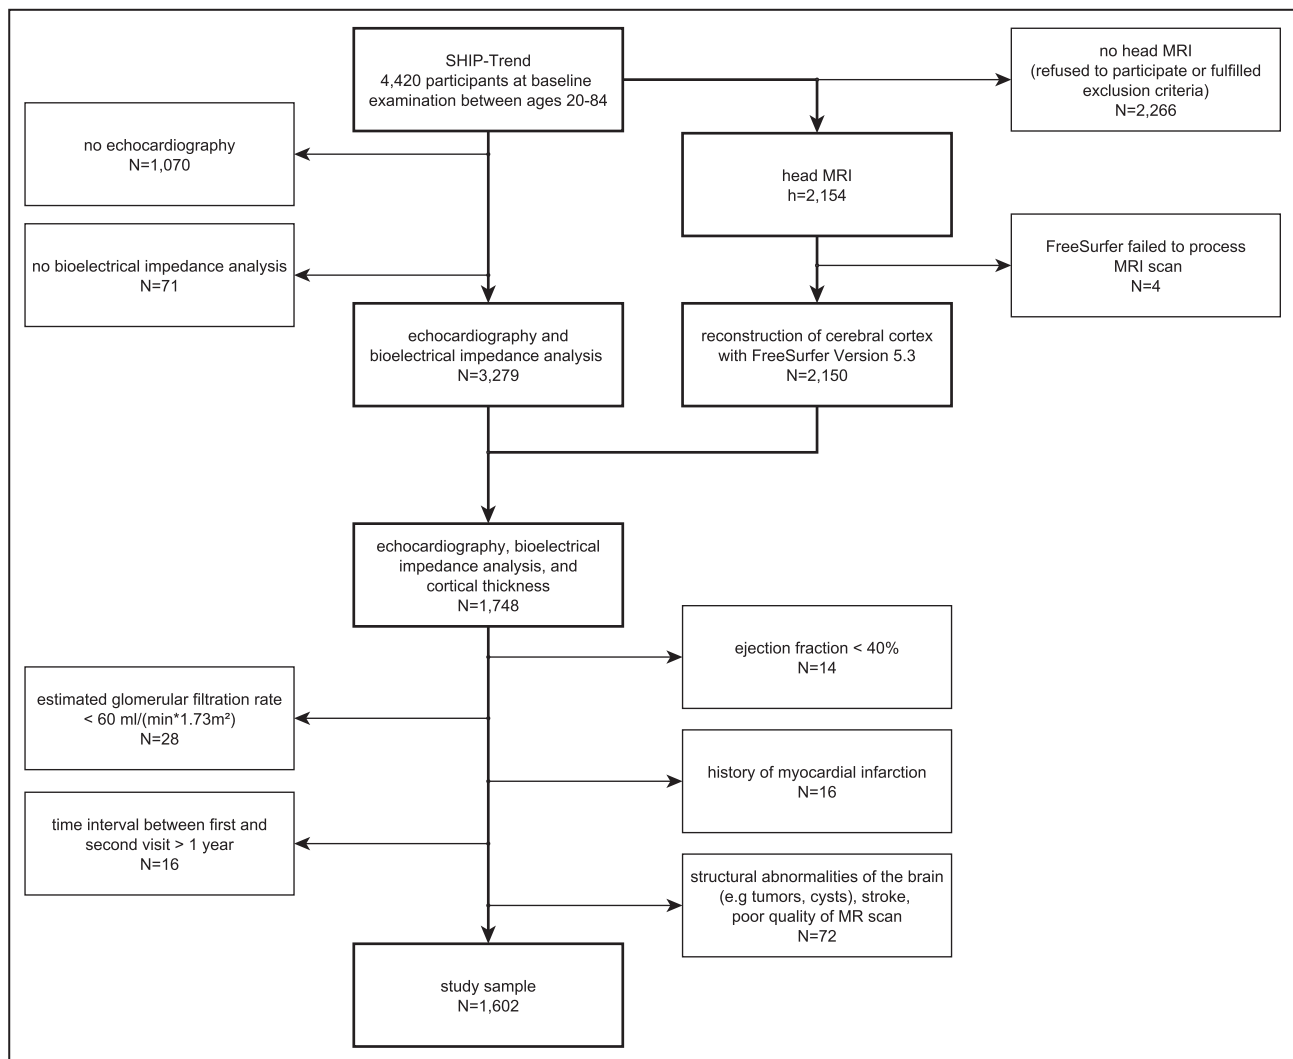 SHIP-Trend
4,420 participants at baseline
examination between ages 20-84
no head MRI
(refused to participate or fulfilled
exclusion criteria)
N=2,266
no echocardiography
N=1,070
head MRI
h=2,154
no bioelectrical impedance analysis
N=71
FreeSurfer failed to process
MRI scan
N=4
echocardiography and
bioelectrical impedance analysis
N=3,279
reconstruction of cerebral cortex
with FreeSurfer Version 5.3
N=2,150
echocardiography, bioelectrical
impedance analysis, and
cortical thickness
N=1,748
ejection fraction < 40%
N=14
estimated glomerular filtration rate
< 60 ml/(min*1.73m²)
N=28
history of myocardial infarction
N=16
time interval between first and
second visit > 1 year
N=16
structural abnormalities of the brain
(e.g tumors, cysts), stroke,
poor quality of MR scan
N=72
study sample
N=1,602